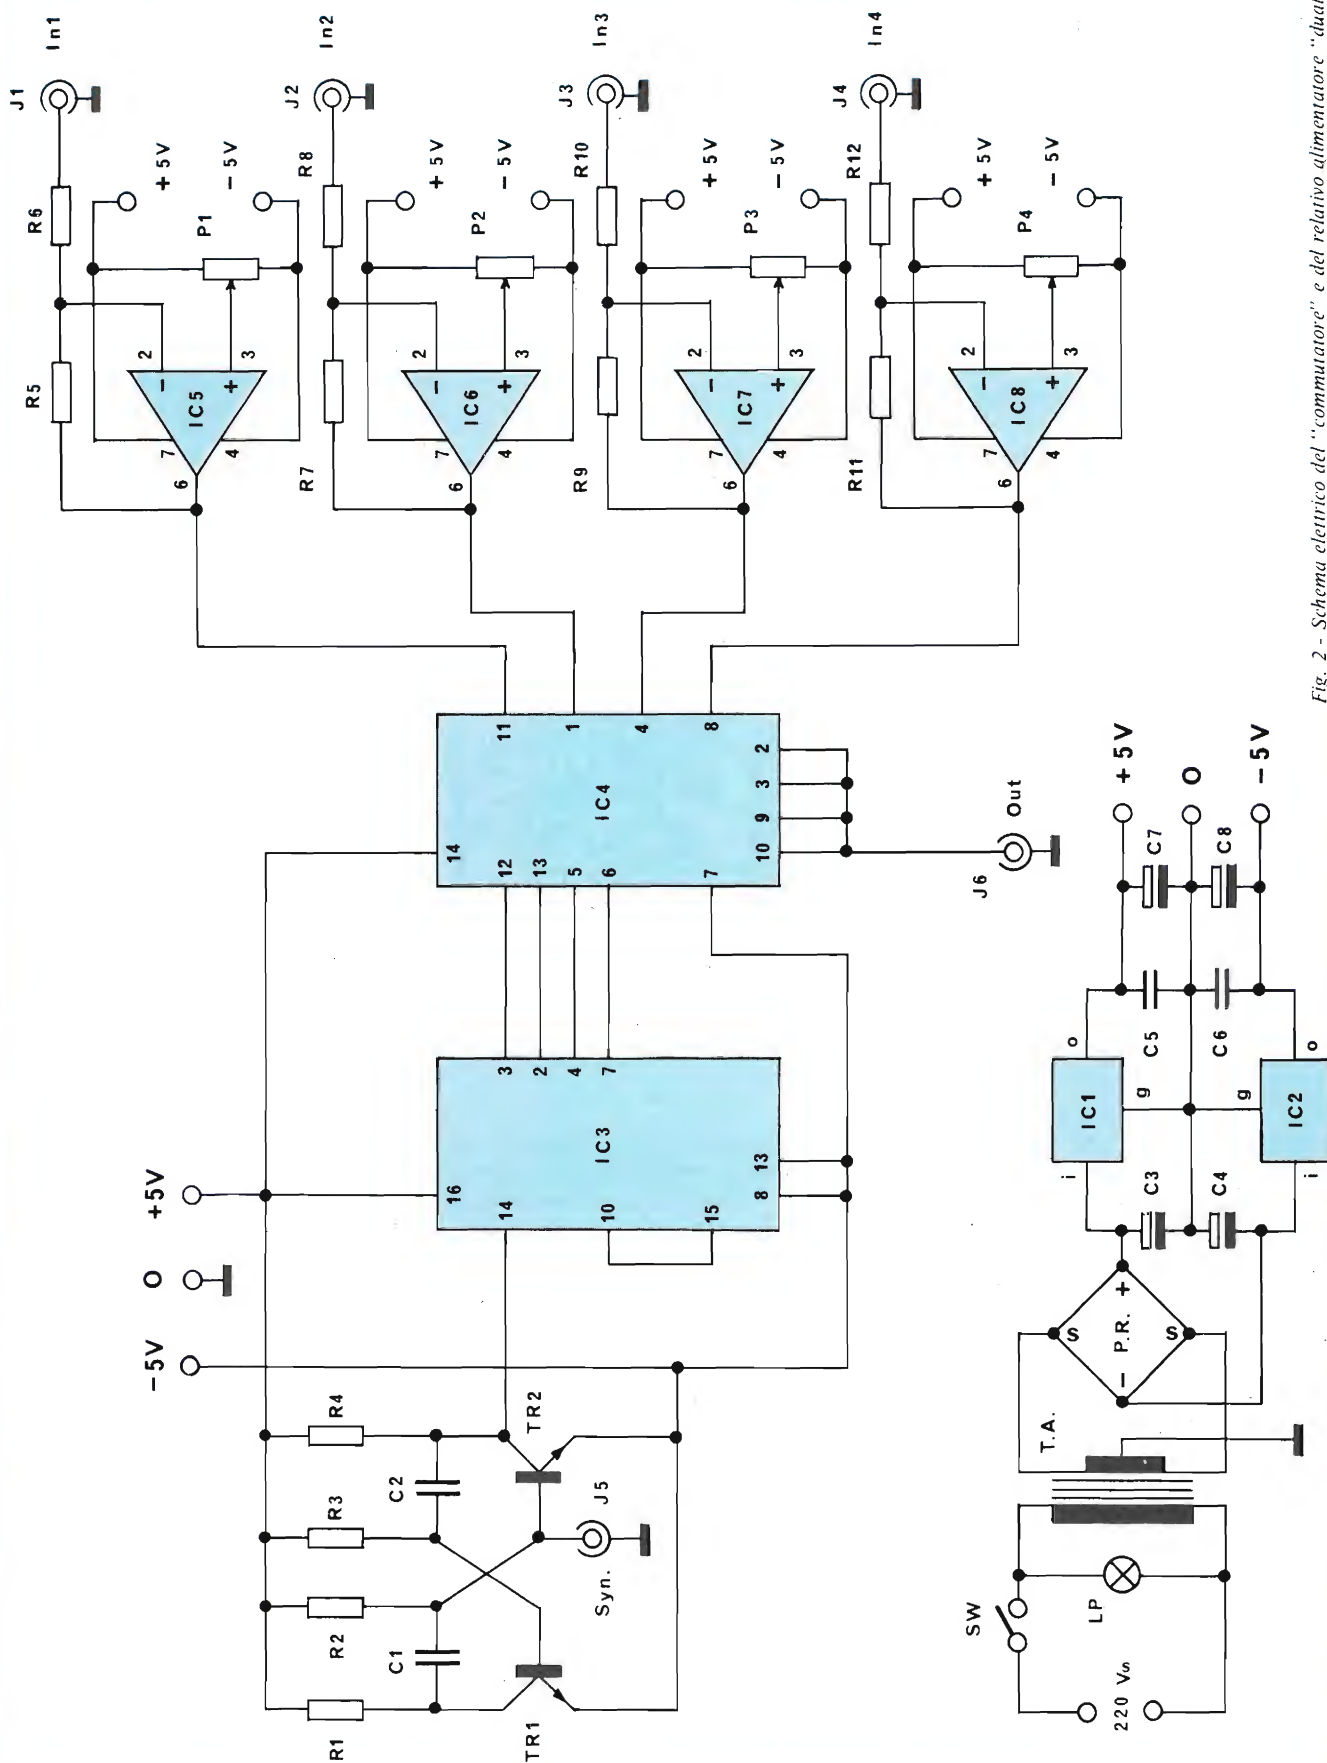 J1
In1
R6
R5
+5V
P1
-5V
2
3
-
+
IC5
7
4
6
J2
In2
R8
R7
+5V
P2
-5V
2
3
-
+
IC6
7
4
6
J3
In3
R10
R9
+5V
P3
-5V
2
3
-
+
IC7
7
4
6
J4
In4
R12
R11
+5V
P4
-5V
2
3
-
+
IC8
7
4
6
11
1
4
8
14
12
13
5
6
7
IC4
2
3
9
10
J6
Out
3
2
4
7
IC3
16
14
10
15
13
8
+5V
O
-5V
R4
R3
R2
R1
C2
C1
TR2
TR1
J5
Syn.
SW
LP
220 Vs
T.A.
S
S
+
-
P.R.
i
IC1
o
g
C3
C4
g
i
IC2
o
C5
C6
C7
C8
+5V
O
-5V
Fig. 2 - Schema elettrico del "commutatore" e del relativo alimentatore "dual